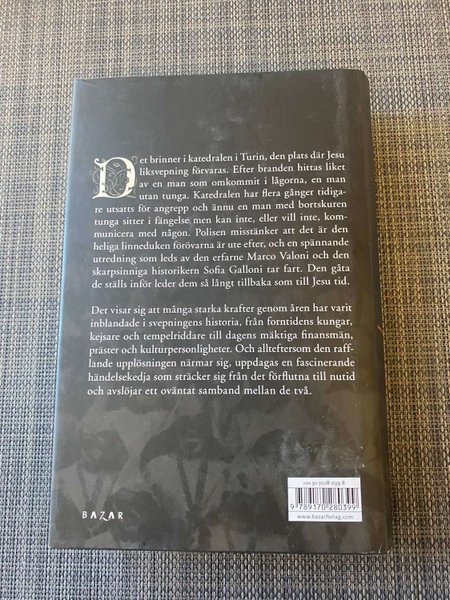 Det brinner i katedralen i Turin, den plats där Jesu
liksvepning förvaras. Efter branden hittas liket
av en man som omkommit i lågorna, en man
utan tunga. Katedralen har flera gånger tidiga-
re utsatts för angrepp och ännu en man med bortskuren
tunga sitter i fängelse men kan inte, eller vill inte, kom-
municera med någon. Polisen misstänker att det är den
heliga linneduken förövarna är ute efter, och en spännande
utredning som leds av den erfarne Marco Valoni och den
skarpsinniga historikern Sofia Galloni tar fart. Den gåta
de ställs inför leder dem så långt tillbaka som till Jesu tid.
Det visar sig att många starka krafter genom åren har varit
inblandade i svepningens historia, från forntidens kungar,
kejsare och tempelriddare till dagens mäktiga finansmän,
präster och kulturpersonligheter. Och allteftersom den raff-
lande upplösningen närmar sig, uppdagas en fascinerande
händelsekedja som sträcker sig från det förflutna till nutid
och avslöjar ett oväntat samband mellan de två.
ISBN 91-7028-039-8
9 789170 280399
www.bazarforlag.com
BAZAR